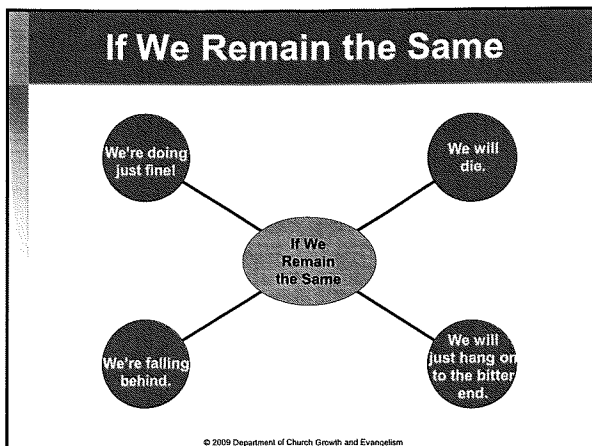 If We Remain the Same
We're doing
just fine!
We will
die.
If We
Remain
the Same
We're falling
behind.
We will
just hang on
to the bitter
end.
© 2009 Department of Church Growth and Evangelism